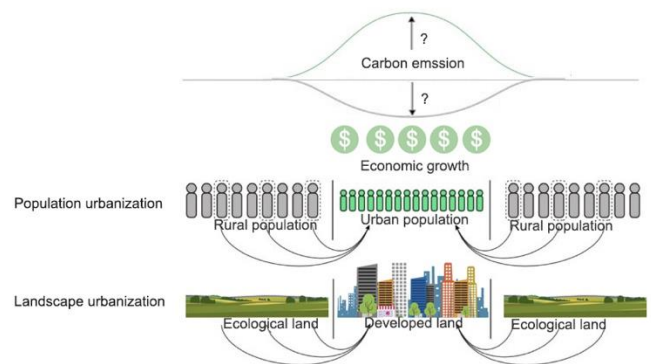 ?
Carbon emssion
?
$ $ $ $ $
Economic growth
Population urbanization
Rural population
Urban population
Rural population
Landscape urbanization
Ecological land
Developed land
Ecological land